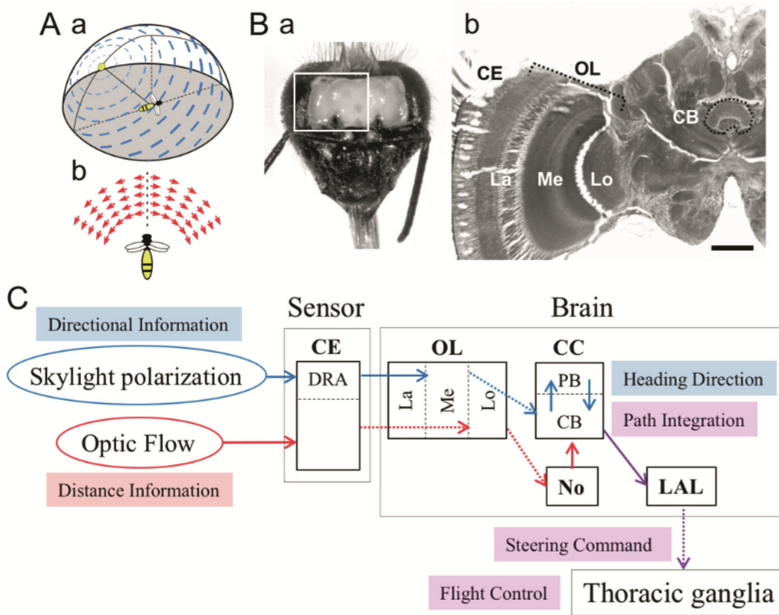 A a
b
B a
b
CE
OL
CB
La
Me
Lo
C
Sensor
Brain
Directional Information
CE
OL
CC
Skylight polarization
DRA
La
Me
Lo
PB
CB
Heading Direction
Path Integration
Optic Flow
Distance Information
No
LAL
Steering Command
Flight Control
Thoracic ganglia